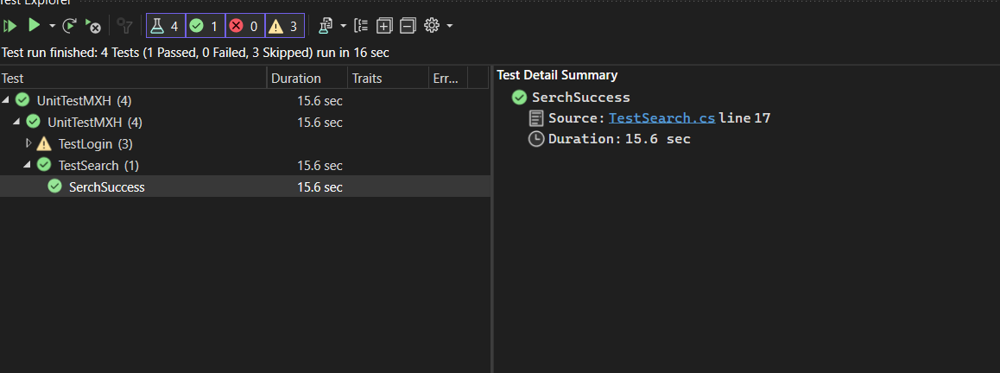 Test Explorer
4 1 0 3
Test run finished: 4 Tests (1 Passed, 0 Failed, 3 Skipped) run in 16 sec
Test Duration Traits Err...
UnitTestMXH (4) 15.6 sec
UnitTestMXH (4) 15.6 sec
TestLogin (3)
TestSearch (1) 15.6 sec
SerchSuccess 15.6 sec
Test Detail Summary
SerchSuccess
Source: TestSearch.cs line 17
Duration: 15.6 sec